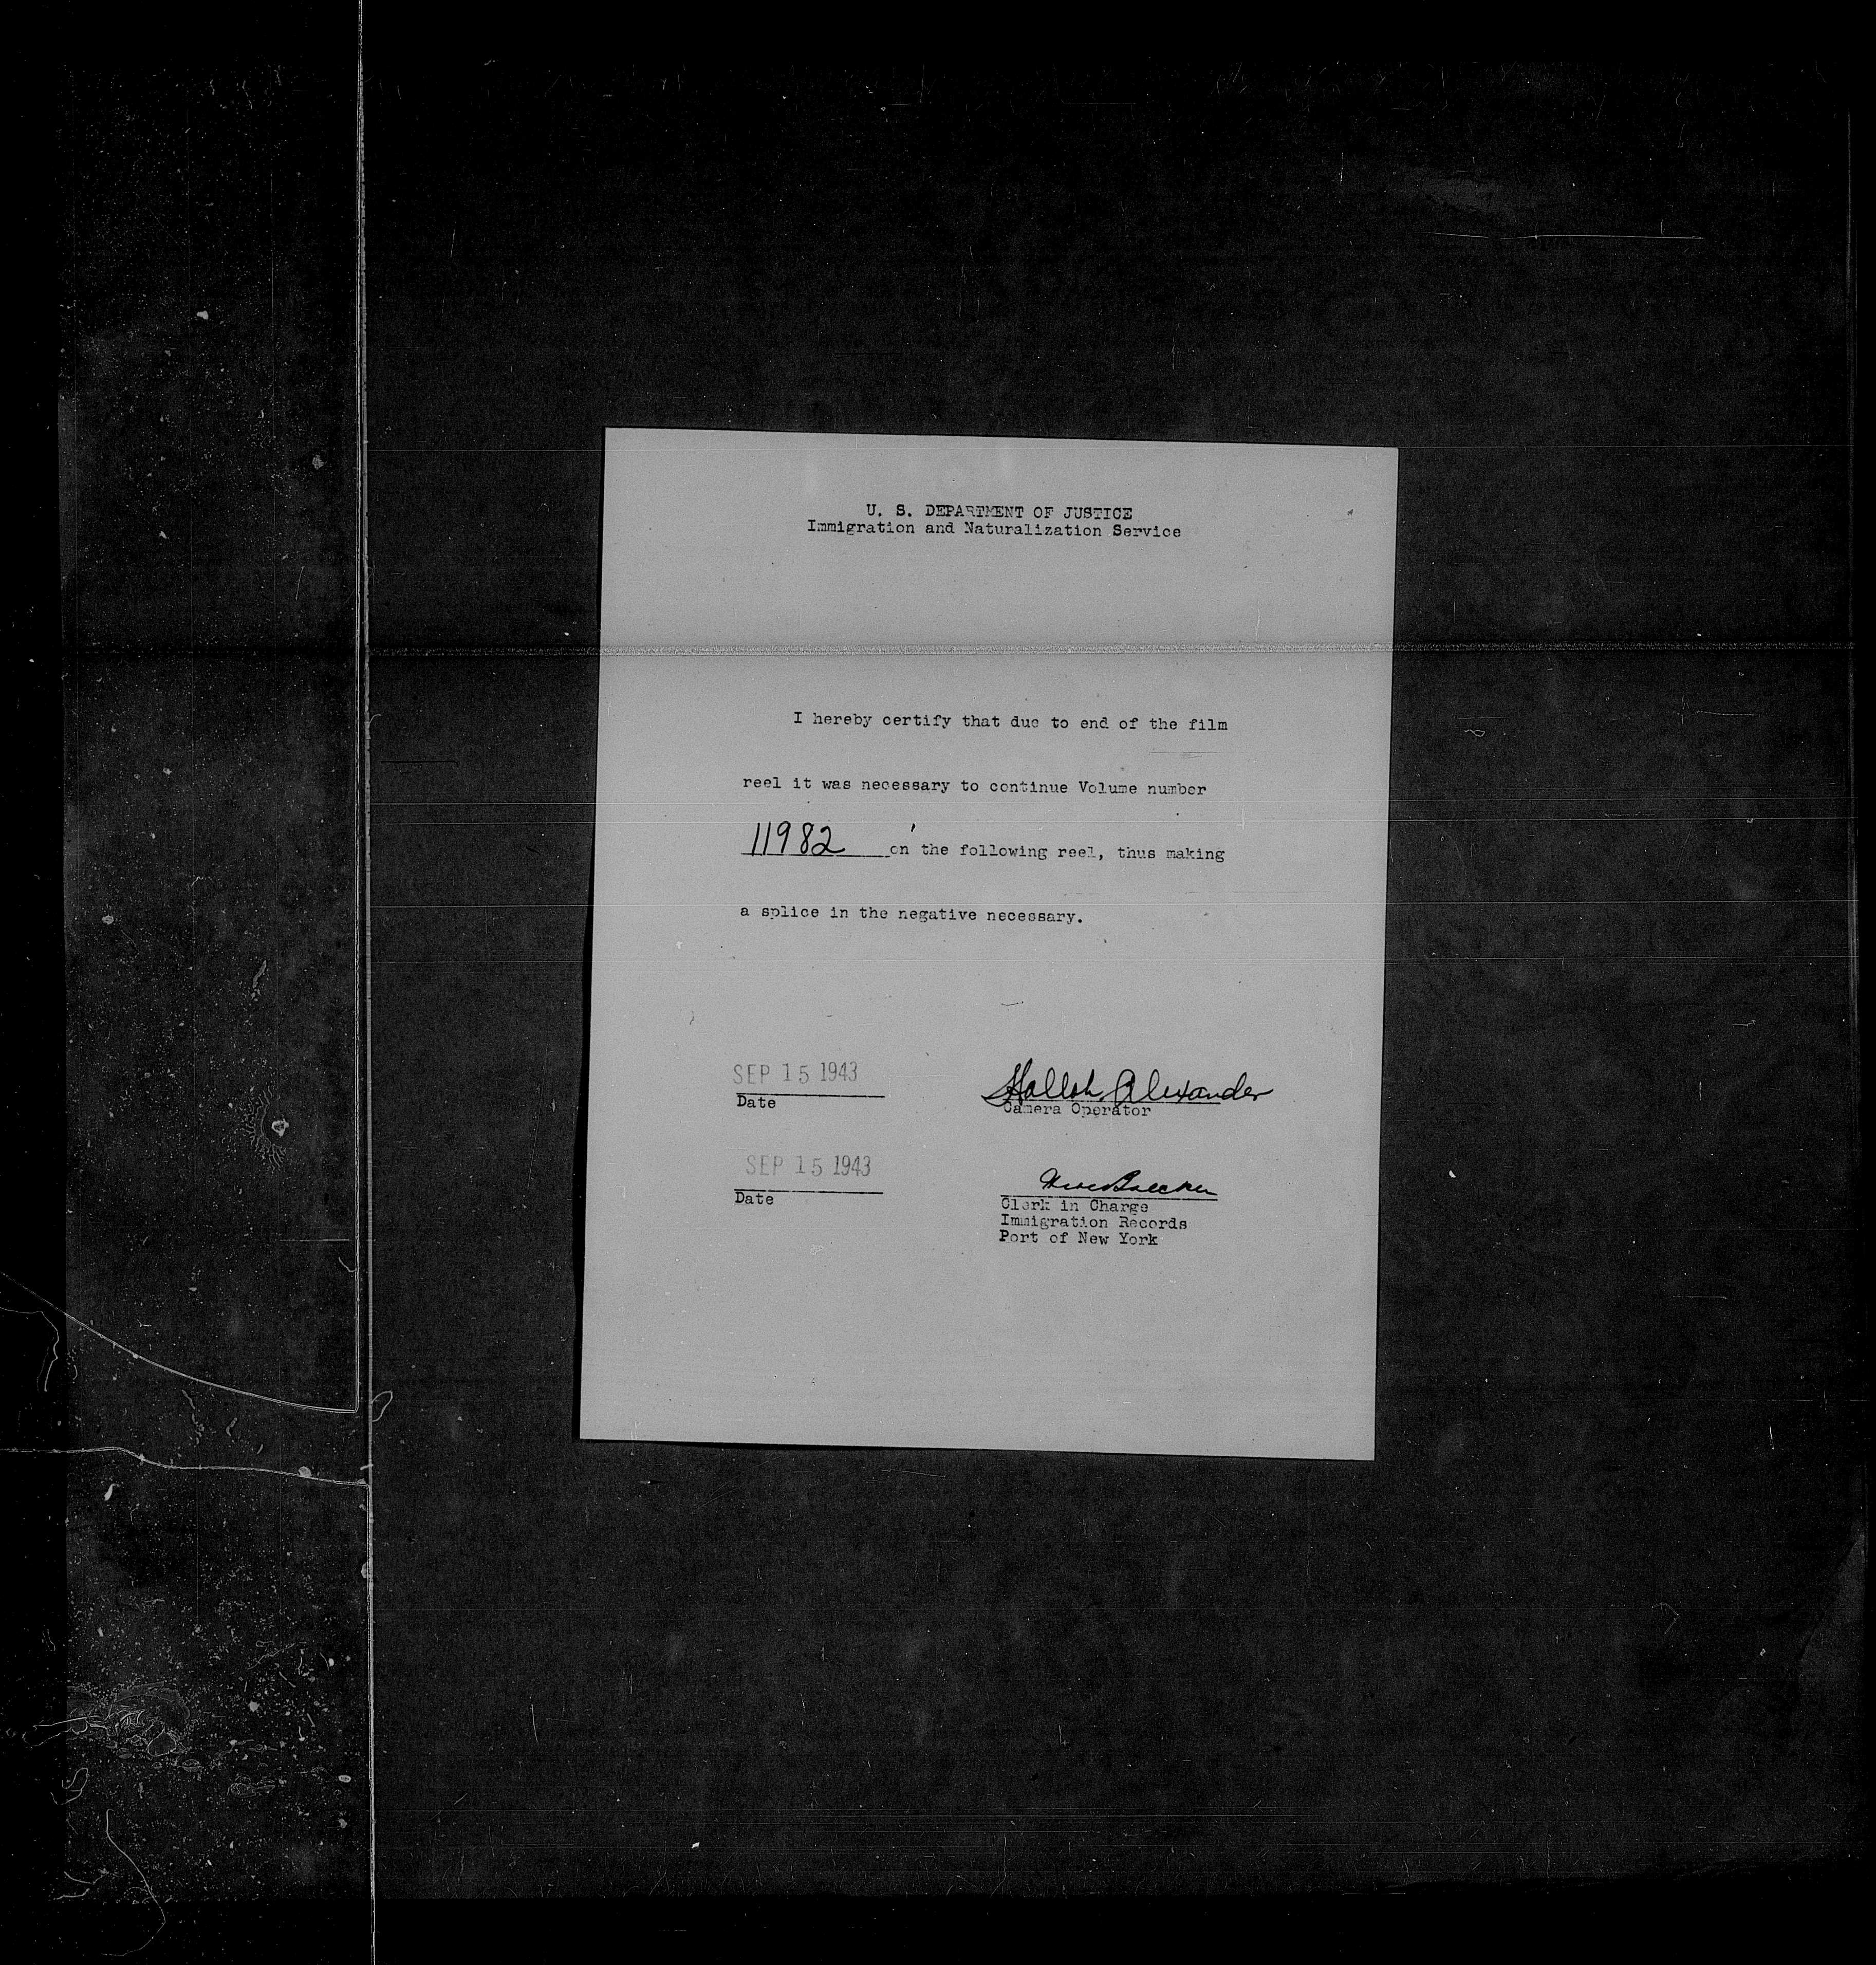 U. S. DEPARTMENT OF JUSTICE
Immigration and Naturalization Service
I hereby certify that due to end of the film
reel it was necessary to continue Volume number
11982 on the following reel, thus making
a splice in the negative necessary.
SEP 15 1943
Date
Alexander
Camera Operator
SEP 15 1943
Date
Clerk in Charge
Immigration Records
Port of New York